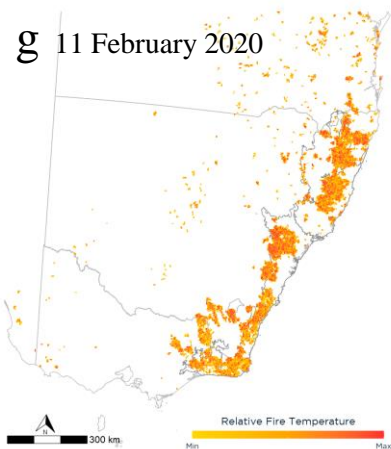 g 11 February 2020
N
300 km
Relative Fire Temperature
Min
Max